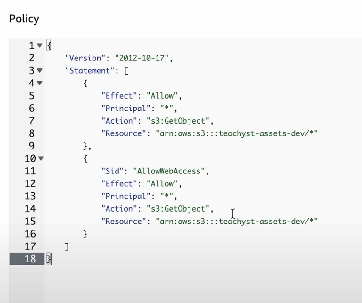 Policy
1 {
2 "Version": "2012-10-17",
3 "Statement": [
4 {
5 "Effect": "Allow",
6 "Principal": "*",
7 "Action": "s3:GetObject",
8 "Resource": "arn:aws:s3:::teachyst-assets-dev/*"
9 },
10 {
11 "Sid": "AllowWebAccess",
12 "Effect": "Allow",
13 "Principal": "*",
14 "Action": "s3:GetObject",
15 "Resource": "arn:aws:s3:::teachyst-assets-dev/*"
16 }
17 ]
18 }